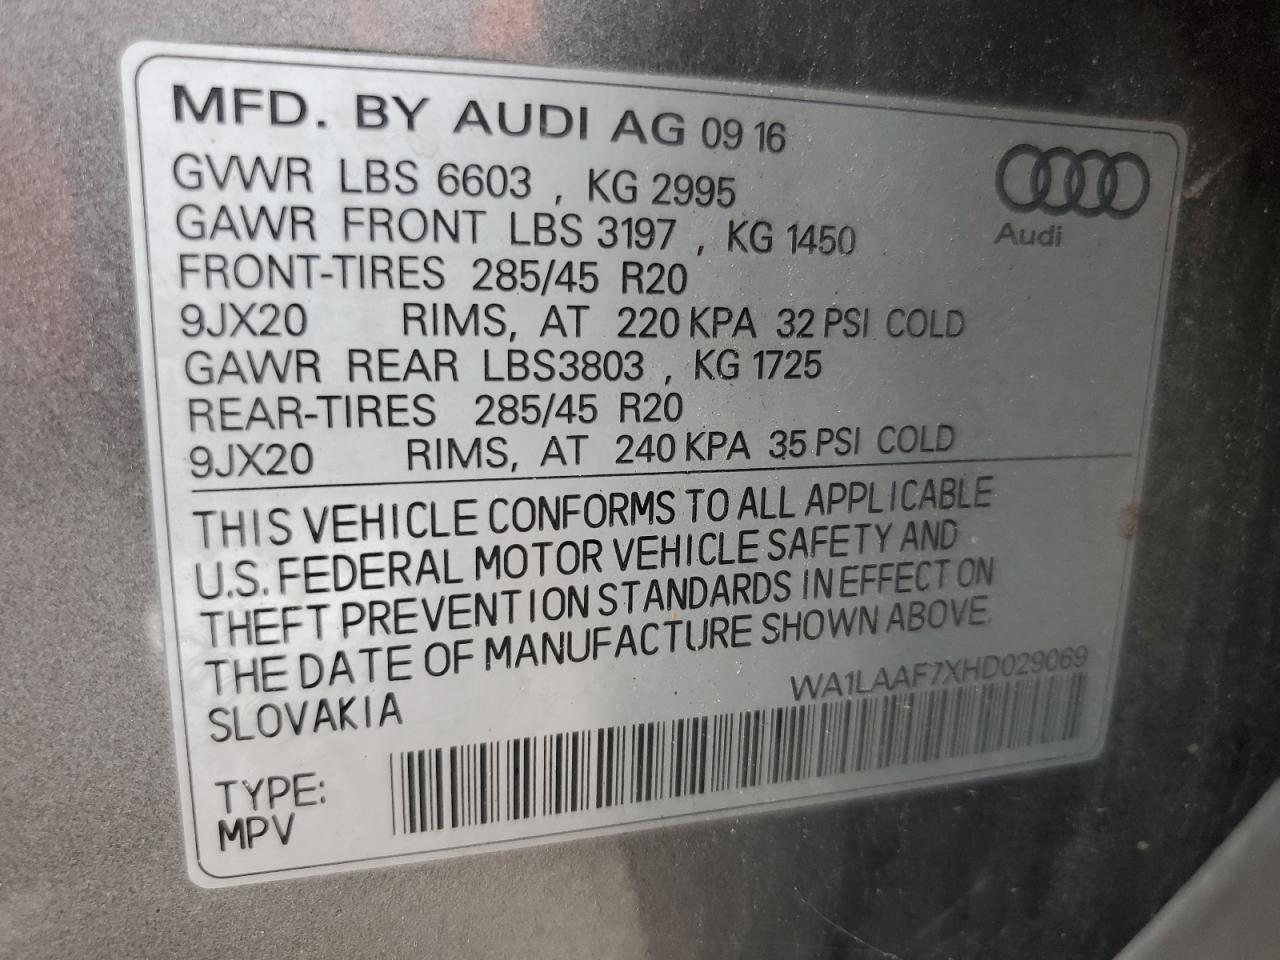 MFD. BY AUDI AG 09 16
Audi
GVWR LBS 6603 , KG 2995
GAWR FRONT LBS 3197 , KG 1450
FRONT-TIRES 285/45 R20
9JX20 RIMS, AT 220 KPA 32 PSI COLD
GAWR REAR LBS3803 , KG 1725
REAR-TIRES 285/45 R20
9JX20 RIMS, AT 240 KPA 35 PSI COLD
THIS VEHICLE CONFORMS TO ALL APPLICABLE
U.S. FEDERAL MOTOR VEHICLE SAFETY AND
THEFT PREVENTION STANDARDS IN EFFECT ON
THE DATE OF MANUFACTURE SHOWN ABOVE.
SLOVAKIA
WA1LAAF7XHD029069
TYPE:
MPV